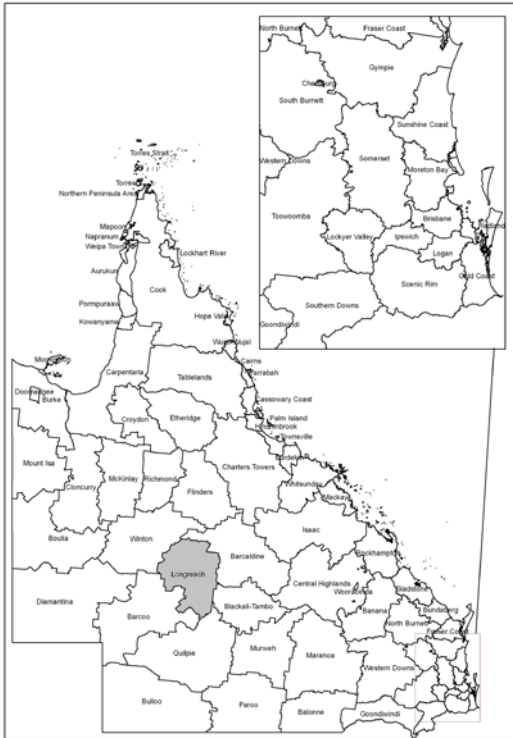 North Burnett
Fraser Coast
Gympie
Cherbourg
South Burnett
Sunshine Coast
Western Downs
Somerset
Moreton Bay
Toowoomba
Brisbane
Redland
Lockyer Valley
Ipswich
Logan
Gold Coast
Scenic Rim
Southern Downs
Goondiwindi
Torres Strait
Torres
Northern Peninsula Area
Mapoon
Napranum
Weipa Town
Lockhart River
Aurukun
Cook
Pormpuraaw
Kowanyama
Hope Vale
Wujal Wujal
Mornington
Cairns
Yarrabah
Carpentaria
Tablelands
Doomadgee
Burke
Cassowary Coast
Croydon
Etheridge
Palm Island
Hinchinbrook
Townsville
Burdekin
Mount Isa
Cloncurry
McKinlay
Richmond
Flinders
Charters Towers
Whitsunday
Mackay
Boulia
Winton
Isaac
Barcaldine
Rockhampton
Longreach
Central Highlands
Woorabinda
Gladstone
Diamantina
Barcoo
Blackall-Tambo
Banana
Bundaberg
North Burnett
Fraser Coast
Quilpie
Murweh
Maranoa
Western Downs
Bulloo
Paroo
Balonne
Goondiwindi